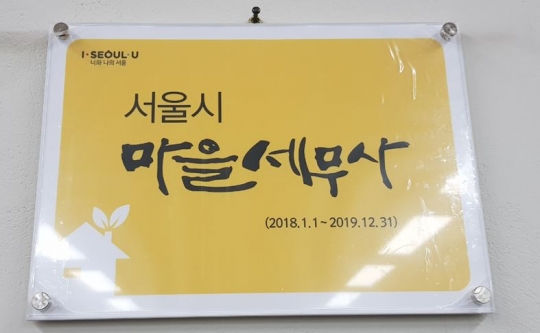 I·SEOUL·U
너와 나의 서울
서울시
마을세무사
(2018.1.1~2019.12.31)